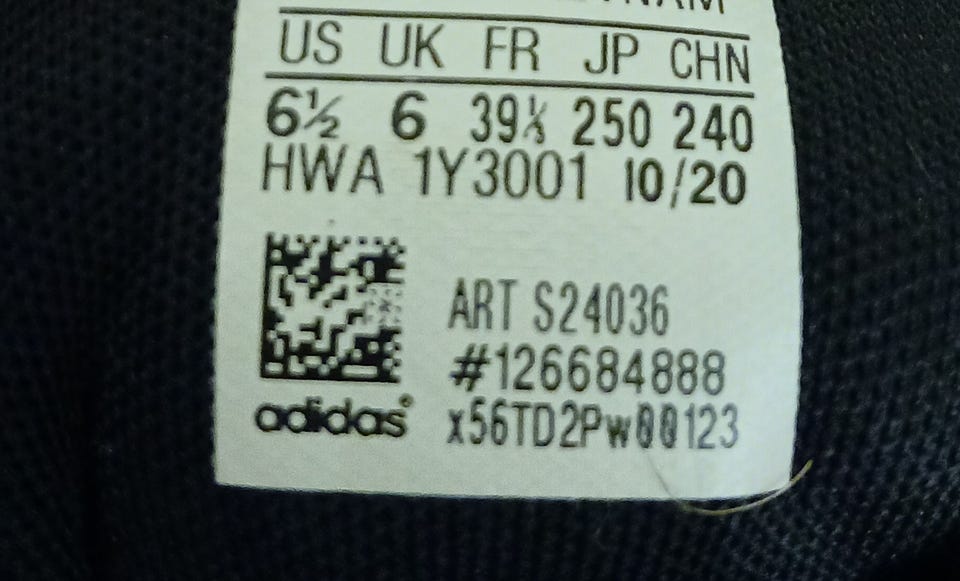 US UK FR JP CHN
6½ 6 39⅓ 250 240
HWA 1Y3001 10/20
ART S24036
#126684888
adidas®
x56TD2Pw00123